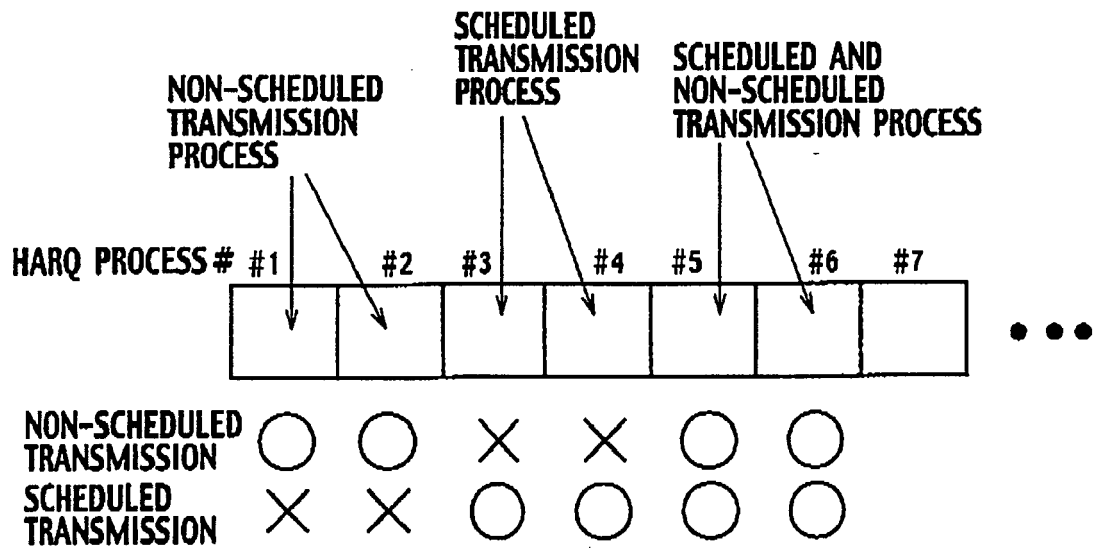 NON-SCHEDULED
TRANSMISSION
PROCESS
SCHEDULED
TRANSMISSION
PROCESS
SCHEDULED AND
NON-SCHEDULED
TRANSMISSION PROCESS
HARQ PROCESS # #1 #2 #3 #4 #5 #6 #7
NON-SCHEDULED
TRANSMISSION
SCHEDULED
TRANSMISSION